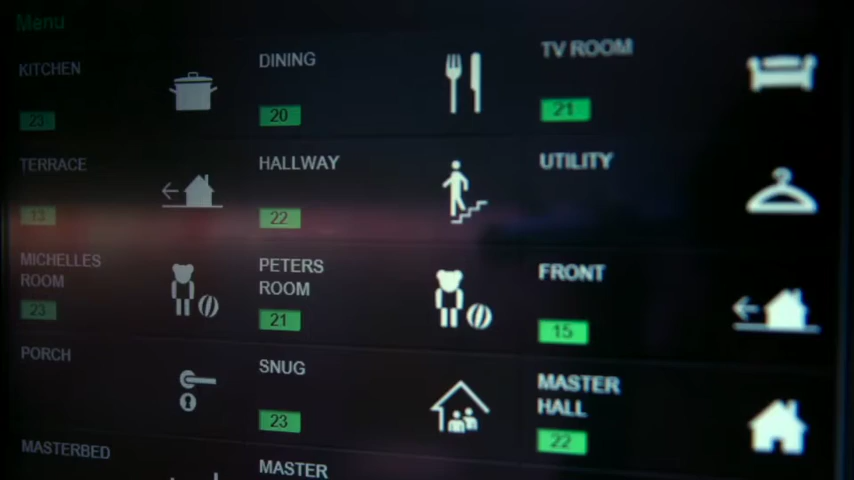 Menu
KITCHEN
23
DINING
20
TV ROOM
21
TERRACE
13
HALLWAY
22
UTILITY
MICHELLES
ROOM
23
PETERS
ROOM
21
FRONT
15
PORCH
SNUG
23
MASTER
HALL
22
MASTERBED
MASTER